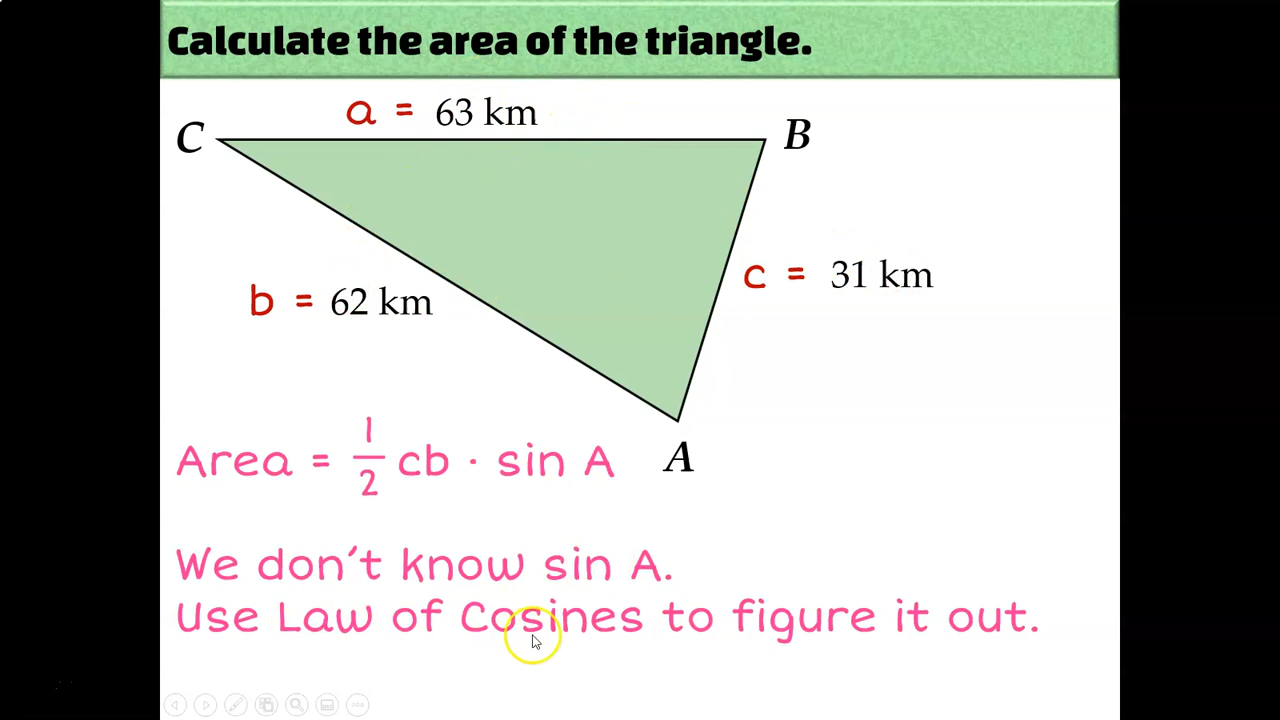 Calculate the area of the triangle.
a = 63 km
C
B
c = 31 km
b = 62 km
Area = 1/2 cb · sin A
A
We don't know sin A.
Use Law of Cosines to figure it out.